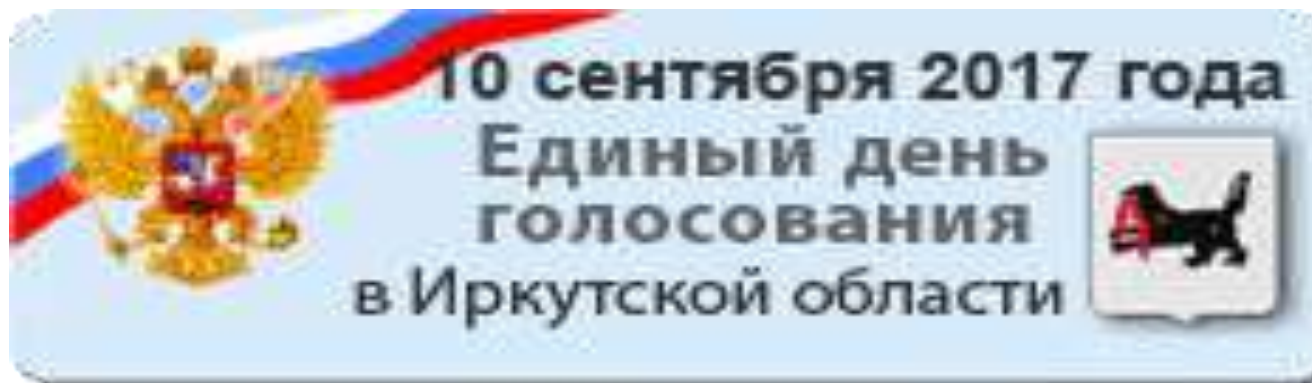 10 сентября 2017 года
Единый день
голосования
в Иркутской области